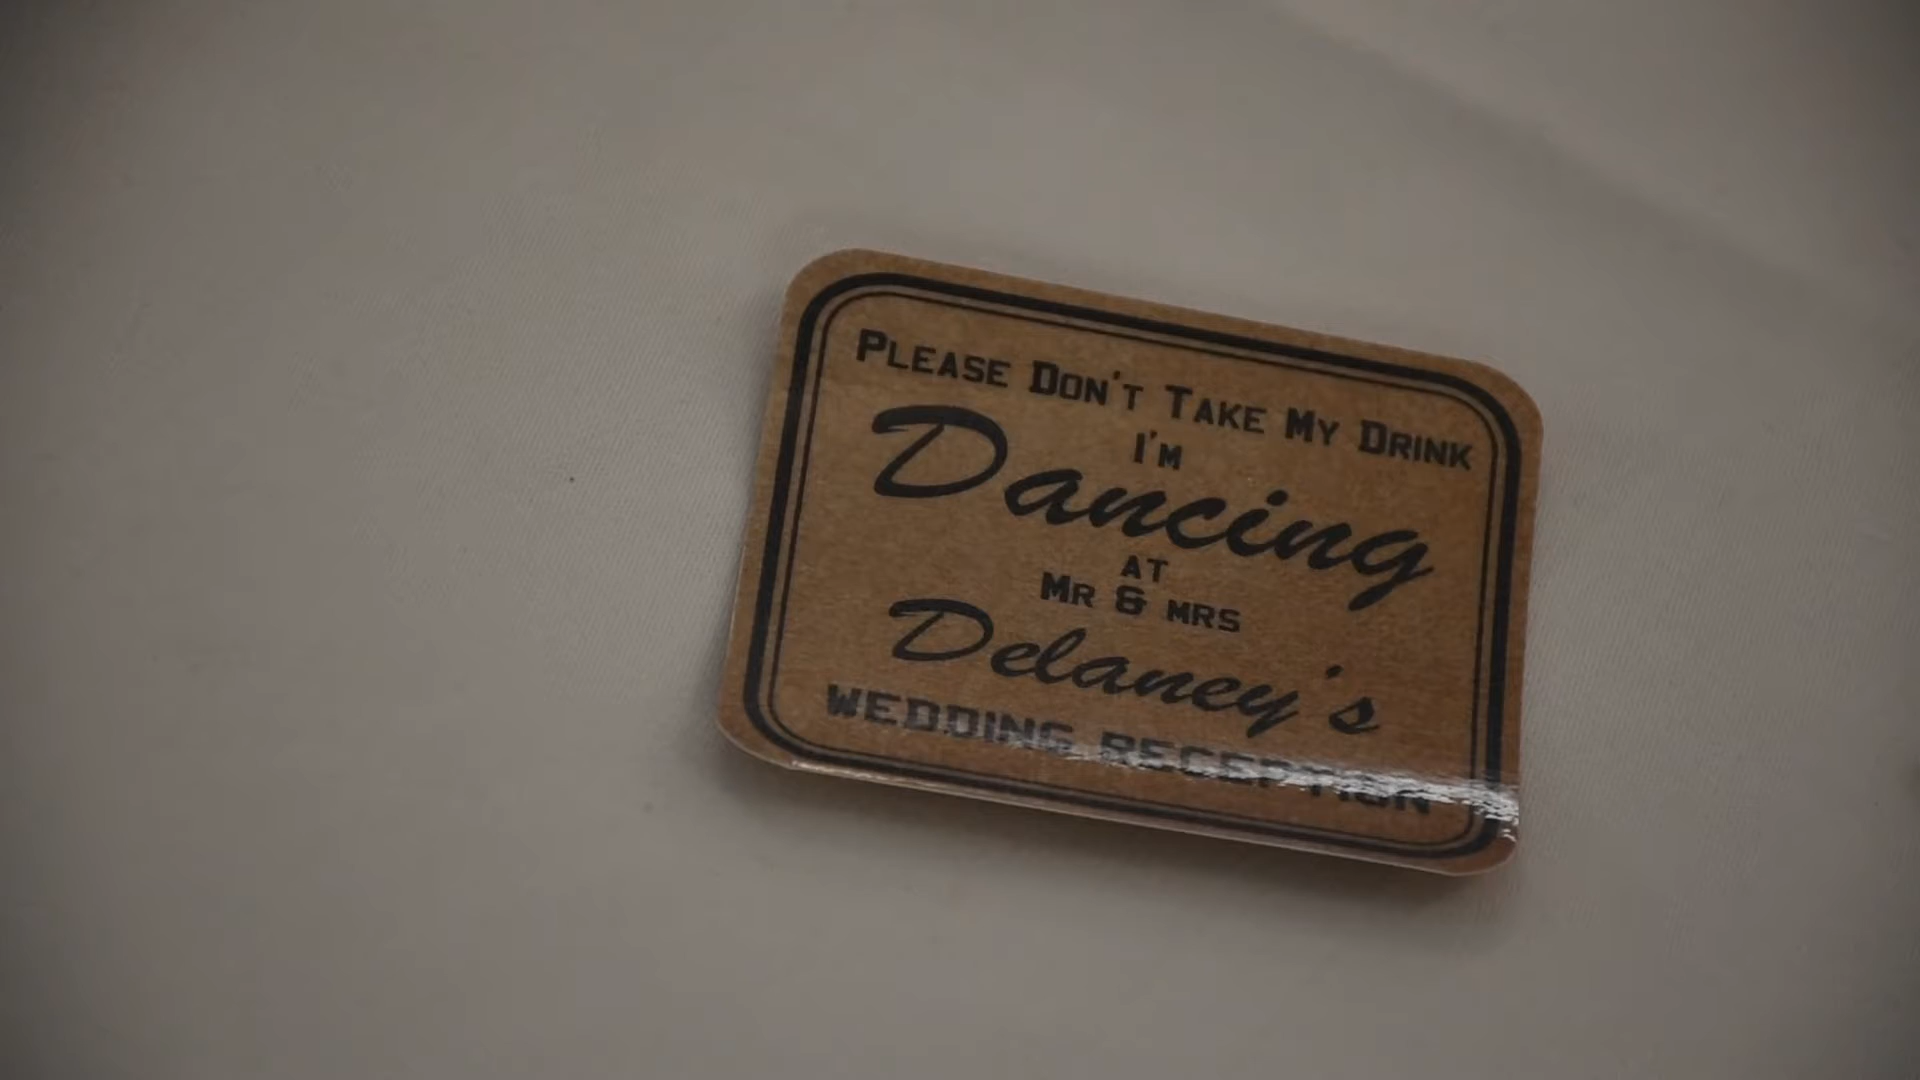 Please Don't Take My Drink
I'm
Dancing
at
Mr & mrs
Delaney's
WEDDING RECEPTION